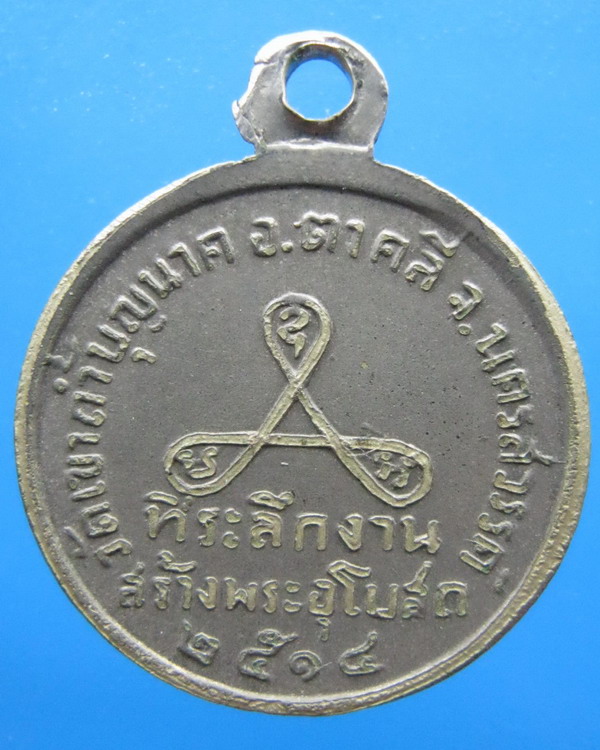 วัดเขาถ้ำบุญนาค อ.ตาคลี จ.นครสวรรค์
ที่ระลึกงาน
สร้างพระอุโบสถ
๒๕๑๔